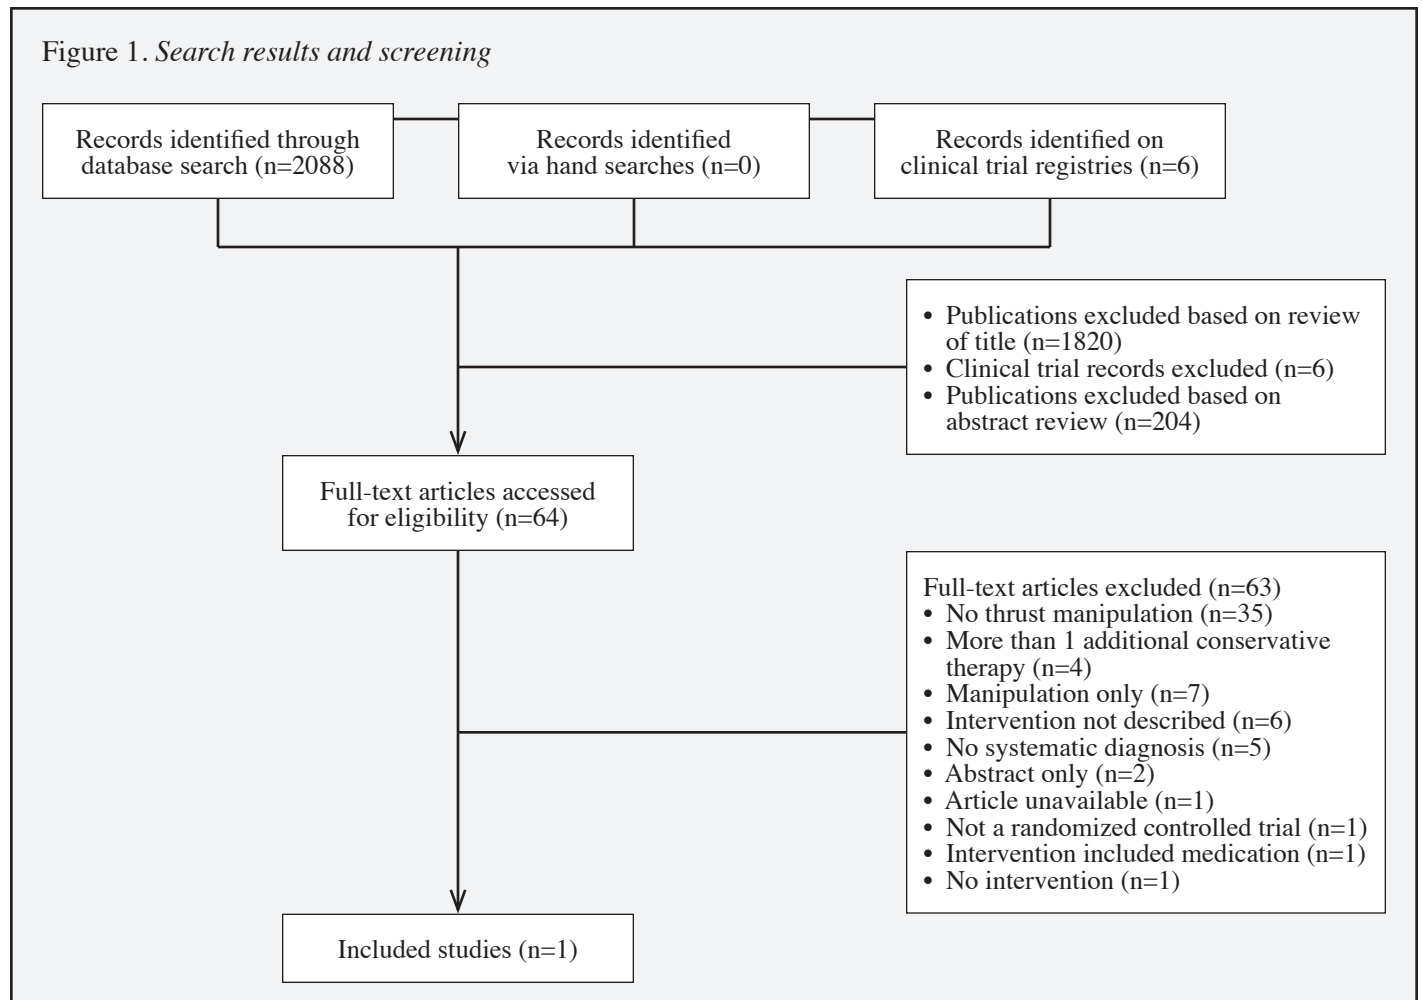 Figure 1. Search results and screening
Records identified through
database search (n=2088)
Records identified
via hand searches (n=0)
Records identified on
clinical trial registries (n=6)
• Publications excluded based on review
of title (n=1820)
• Clinical trial records excluded (n=6)
• Publications excluded based on
abstract review (n=204)
Full-text articles accessed
for eligibility (n=64)
Full-text articles excluded (n=63)
• No thrust manipulation (n=35)
• More than 1 additional conservative
therapy (n=4)
• Manipulation only (n=7)
• Intervention not described (n=6)
• No systematic diagnosis (n=5)
• Abstract only (n=2)
• Article unavailable (n=1)
• Not a randomized controlled trial (n=1)
• Intervention included medication (n=1)
• No intervention (n=1)
Included studies (n=1)